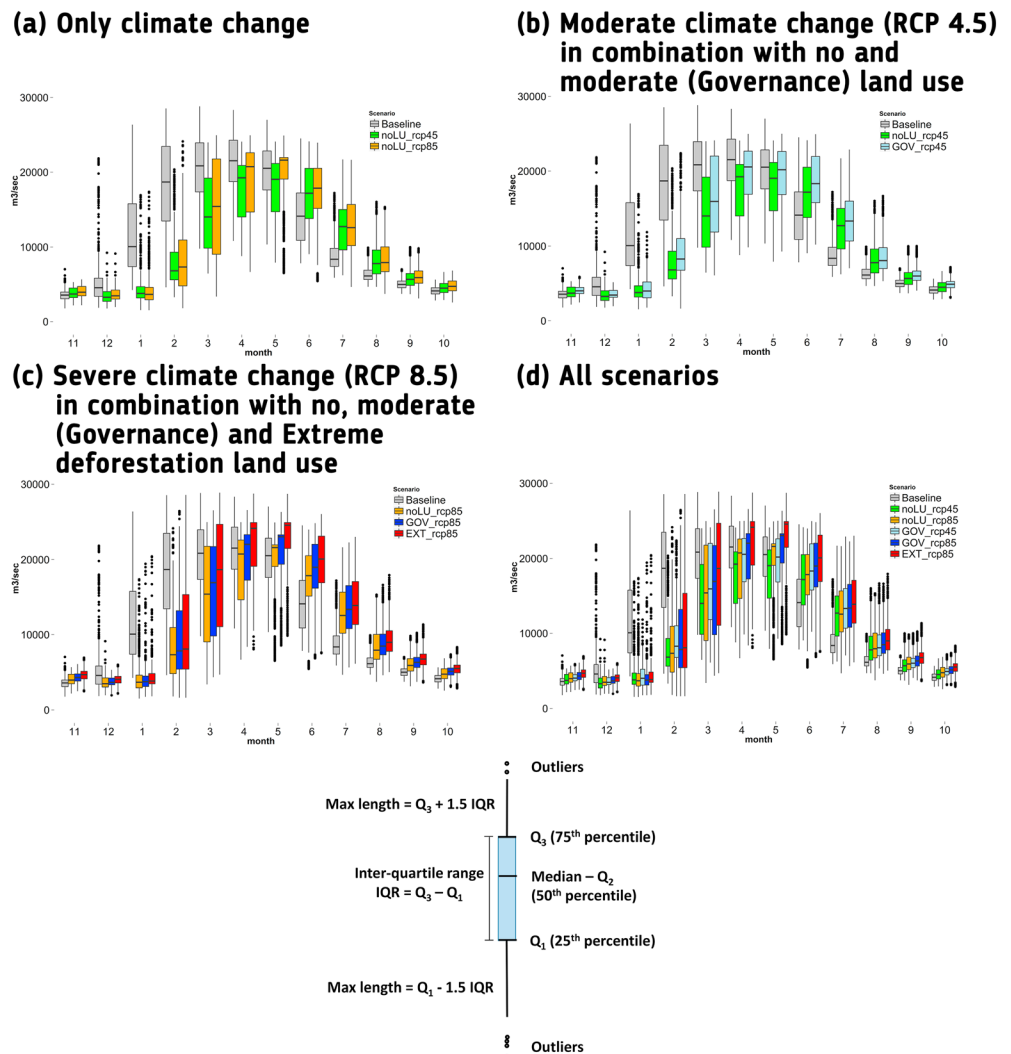 (a) Only climate change
30000
20000
10000
0
m3/sec
Scenario
Baseline
noLU_rcp45
noLU_rcp85
11 12 1 2 3 4 5 6 7 8 9 10
month
(b) Moderate climate change (RCP 4.5)
in combination with no and
moderate (Governance) land use
30000
20000
10000
0
m3/sec
Scenario
Baseline
noLU_rcp45
GOV_rcp45
11 12 1 2 3 4 5 6 7 8 9 10
month
(c) Severe climate change (RCP 8.5)
in combination with no, moderate
(Governance) and Extreme
deforestation land use
30000
20000
10000
0
m3/sec
Scenario
Baseline
noLU_rcp85
GOV_rcp85
EXT_rcp85
11 12 1 2 3 4 5 6 7 8 9 10
month
(d) All scenarios
30000
20000
10000
0
m3/sec
Scenario
Baseline
noLU_rcp45
noLU_rcp85
GOV_rcp45
GOV_rcp85
EXT_rcp85
11 12 1 2 3 4 5 6 7 8 9 10
month
Outliers
Max length = Q3 + 1.5 IQR
Q3 (75th percentile)
Inter-quartile range
IQR = Q3 – Q1
Median – Q2
(50th percentile)
Q1 (25th percentile)
Max length = Q1 - 1.5 IQR
Outliers